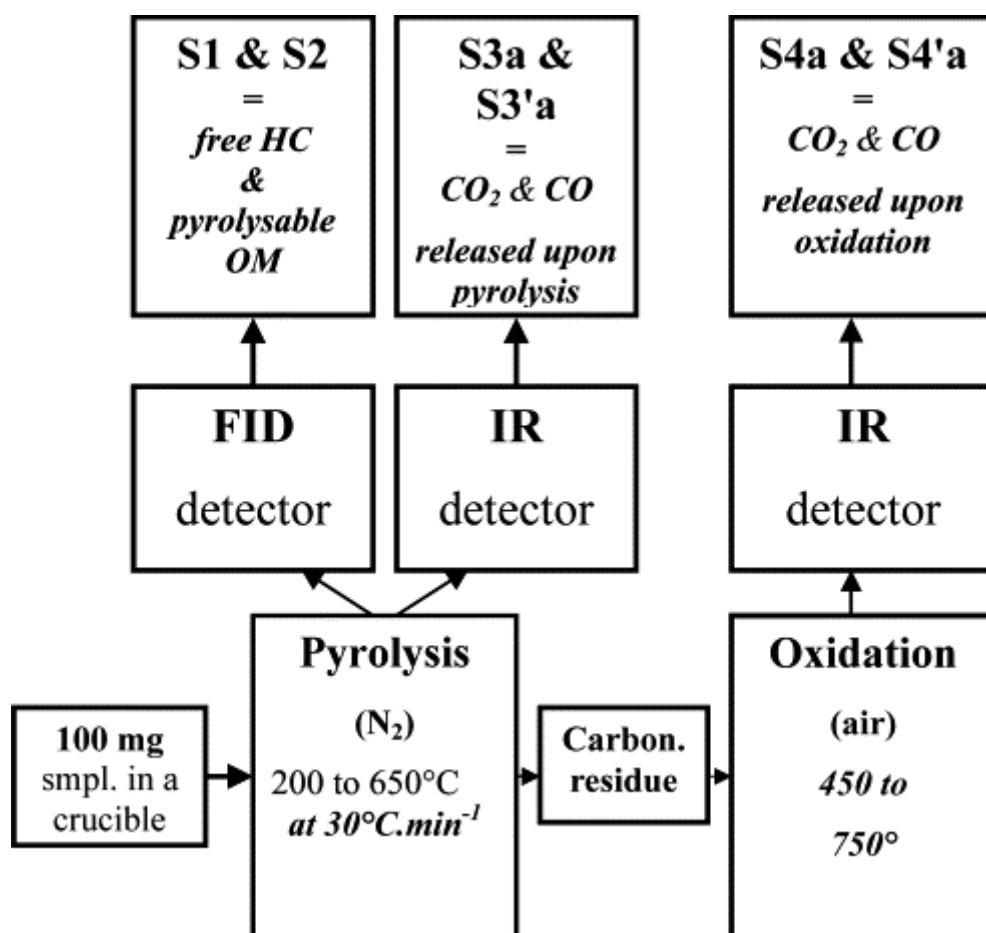 S1 & S2
=
free HC
&
pyrolysable
OM
S3a &
S3'a
=
CO₂ & CO
released upon
pyrolysis
S4a & S4'a
=
CO₂ & CO
released upon
oxidation
FID
detector
IR
detector
IR
detector
100 mg
smpl. in a
crucible
Pyrolysis
(N₂)
200 to 650°C
at 30°C.min⁻¹
Carbon.
residue
Oxidation
(air)
450 to
750°